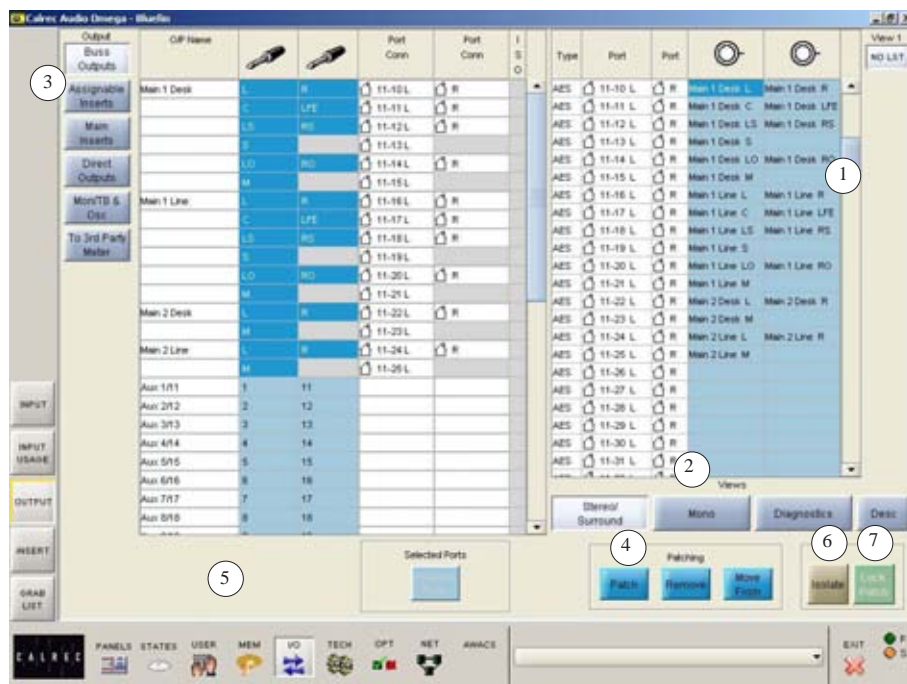 Calrec Audio Omega - Bluefin
Output
Buss Outputs
Assignable Inserts
Main Inserts
Direct Outputs
Mon/TB & Osc
To 3rd Party Meter
3
O/P Name Port Conn Port Conn I S O
Main 1 Desk L R 11-10 L R
C LFE 11-11 L R
LS RS 11-12 L R
S 11-13 L
LO RO 11-14 L R
M 11-15 L
Main 1 Line L R 11-16 L R
C LFE 11-17 L R
LS RS 11-18 L R
S 11-19 L
LO RO 11-20 L R
M 11-21 L
Main 2 Desk L R 11-22 L R
M 11-23 L
Main 2 Line L R 11-24 L R
M 11-25 L
Aux 1/11 1 11
Aux 2/12 2 12
Aux 3/13 3 13
Aux 4/14 4 14
Aux 5/15 5 15
Aux 6/16 6 16
Aux 7/17 7 17
Aux 8/18 8 18
Type Port Port
AES 11-10 L R Main 1 Desk L Main 1 Desk R
AES 11-11 L R Main 1 Desk C Main 1 Desk LFE
AES 11-12 L R Main 1 Desk LS Main 1 Desk RS
AES 11-13 L R Main 1 Desk S
AES 11-14 L R Main 1 Desk LO Main 1 Desk RO
AES 11-15 L R Main 1 Desk M
AES 11-16 L R Main 1 Line L Main 1 Line R
AES 11-17 L R Main 1 Line C Main 1 Line LFE
AES 11-18 L R Main 1 Line LS Main 1 Line RS
AES 11-19 L R Main 1 Line S
AES 11-20 L R Main 1 Line LO Main 1 Line RO
AES 11-21 L R Main 1 Line M
AES 11-22 L R Main 2 Desk L Main 2 Desk R
AES 11-23 L R Main 2 Desk M
AES 11-24 L R Main 2 Line L Main 2 Line R
AES 11-25 L R Main 2 Line M
AES 11-26 L R
AES 11-27 L R
AES 11-28 L R
AES 11-29 L R
AES 11-30 L R
AES 11-31 L R
1
View 1
NO LST
2
Views
Stereo/ Surround
Mono
Diagnostics
Desc
INPUT
INPUT USAGE
OUTPUT
INSERT
GRAB LIST
5
Selected Ports
4
Patching
Patch
Remove
Move From
6
7
Isolate
Lock Patch
CALREC
PANELS STATES USER MEM I/O TECH OPT NET AWACS
EXIT
P
S